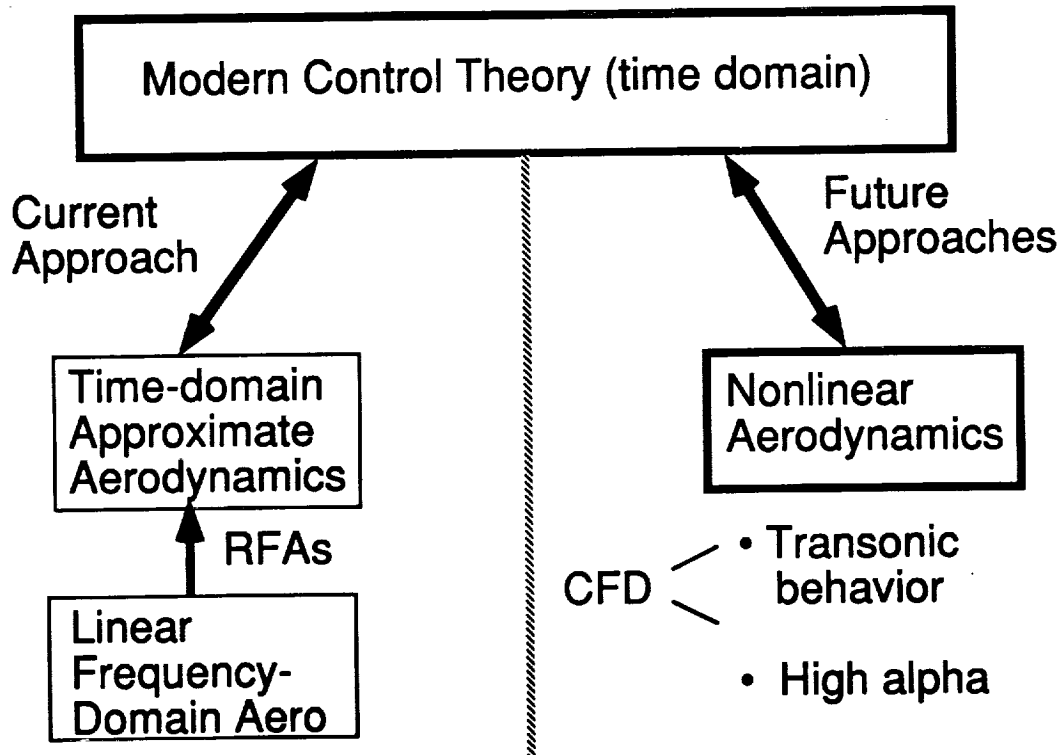 Modern Control Theory (time domain)
Current
Approach
Future
Approaches
Time-domain
Approximate
Aerodynamics
RFAs
Linear
Frequency-
Domain Aero
Nonlinear
Aerodynamics
CFD
• Transonic
behavior
• High alpha